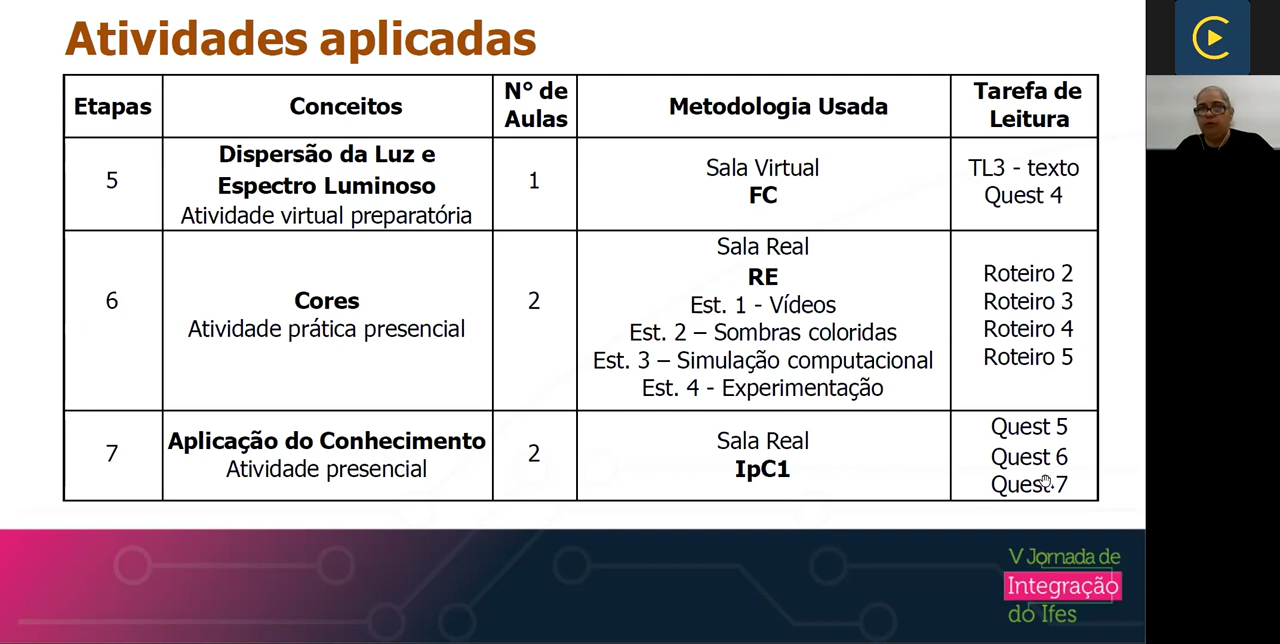 Atividades aplicadas
Etapas
Conceitos
N° de
Aulas
Metodologia Usada
Tarefa de
Leitura
5
Dispersão da Luz e
Espectro Luminoso
Atividade virtual preparatória
1
Sala Virtual
FC
TL3 - texto
Quest 4
6
Cores
Atividade prática presencial
2
Sala Real
RE
Est. 1 - Vídeos
Est. 2 – Sombras coloridas
Est. 3 – Simulação computacional
Est. 4 - Experimentação
Roteiro 2
Roteiro 3
Roteiro 4
Roteiro 5
7
Aplicação do Conhecimento
Atividade presencial
2
Sala Real
IpC1
Quest 5
Quest 6
Quest 7
V Jornada de
Integração
do Ifes